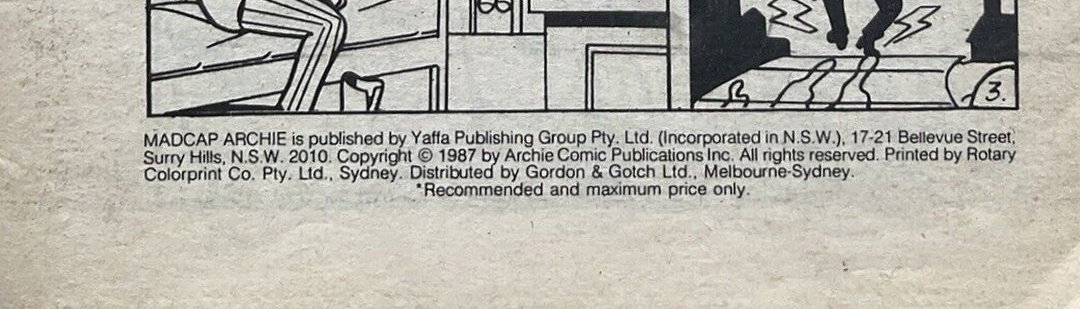 3.
MADCAP ARCHIE is published by Yaffa Publishing Group Pty. Ltd. (Incorporated in N.S.W.), 17-21 Bellevue Street,
Surry Hills, N.S.W. 2010. Copyright © 1987 by Archie Comic Publications Inc. All rights reserved. Printed by Rotary
Colorprint Co. Pty. Ltd., Sydney. Distributed by Gordon & Gotch Ltd., Melbourne-Sydney.
*Recommended and maximum price only.